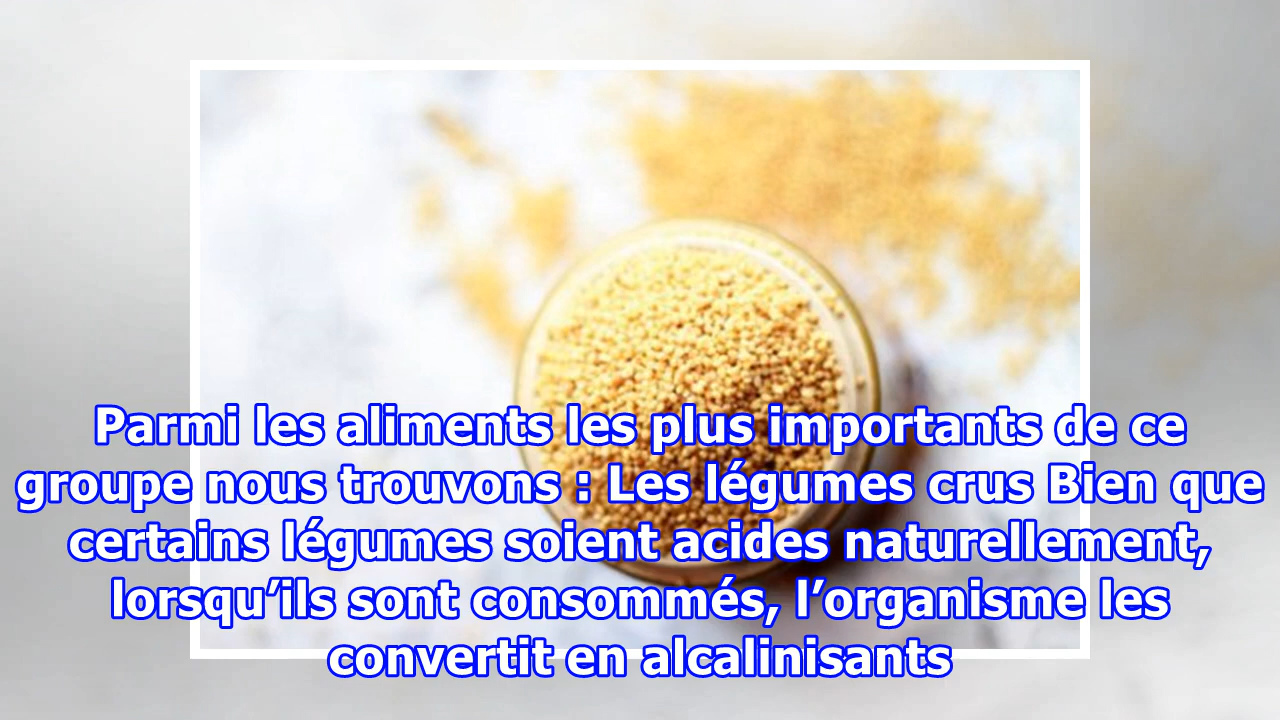 Parmi les aliments les plus importants de ce
groupe nous trouvons : Les légumes crus Bien que
certains légumes soient acides naturellement,
lorsqu’ils sont consommés, l’organisme les
convertit en alcalinisants